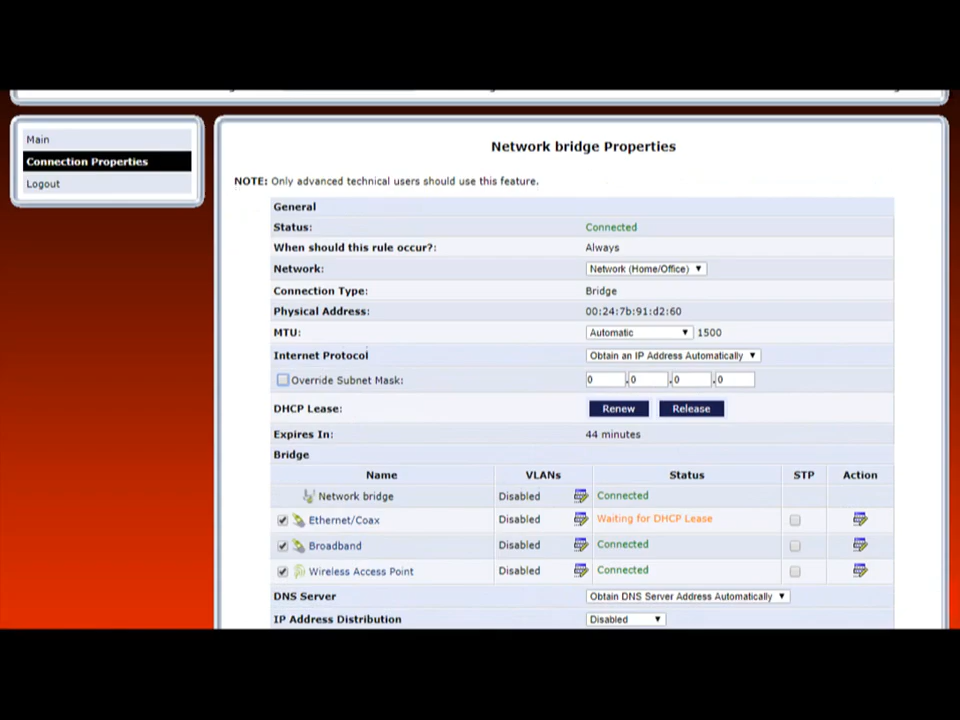 Main
Connection Properties
Logout
Network bridge Properties
NOTE: Only advanced technical users should use this feature.
General
Status: Connected
When should this rule occur?: Always
Network: Network (Home/Office)
Connection Type: Bridge
Physical Address: 00:24:7b:91:d2:60
MTU: Automatic 1500
Internet Protocol Obtain an IP Address Automatically
Override Subnet Mask: 0 .0 .0 .0
DHCP Lease: Renew Release
Expires In: 44 minutes
Bridge
Name VLANs Status STP Action
Network bridge Disabled Connected
Ethernet/Coax Disabled Waiting for DHCP Lease
Broadband Disabled Connected
Wireless Access Point Disabled Connected
DNS Server Obtain DNS Server Address Automatically
IP Address Distribution Disabled